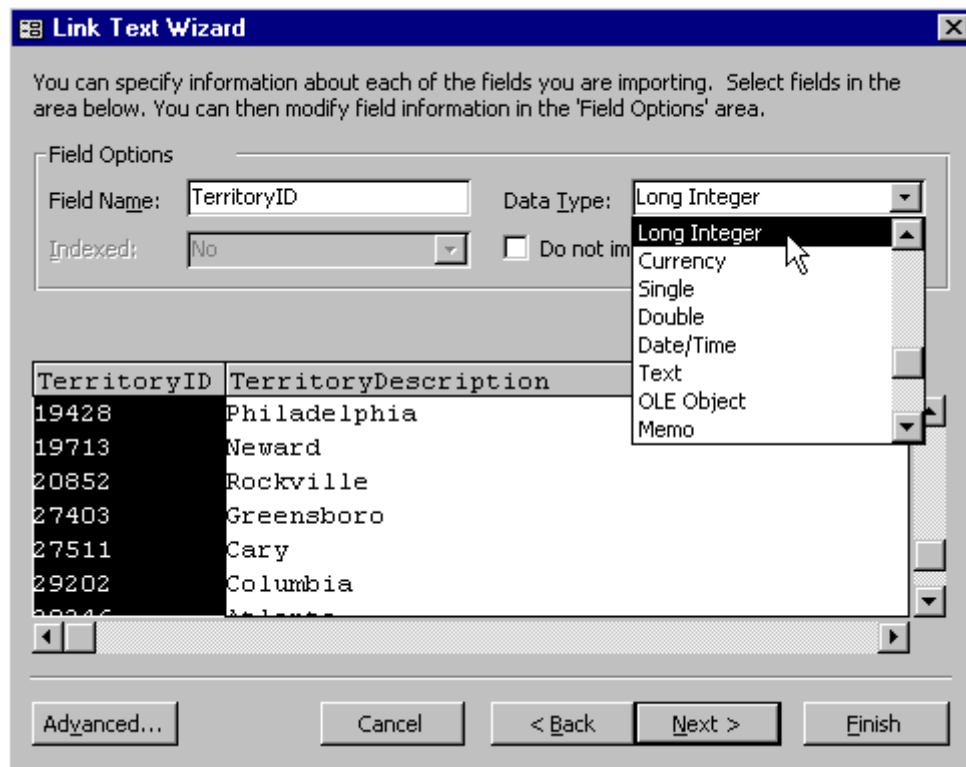 Link Text Wizard
You can specify information about each of the fields you are importing. Select fields in the
area below. You can then modify field information in the 'Field Options' area.
Field Options
Field Name: TerritoryID Data Type: Long Integer
Indexed: No Do not im
Long Integer
Currency
Single
Double
Date/Time
Text
OLE Object
Memo
TerritoryID TerritoryDescription
19428 Philadelphia
19713 Neward
20852 Rockville
27403 Greensboro
27511 Cary
29202 Columbia
Advanced... Cancel < Back Next > Finish